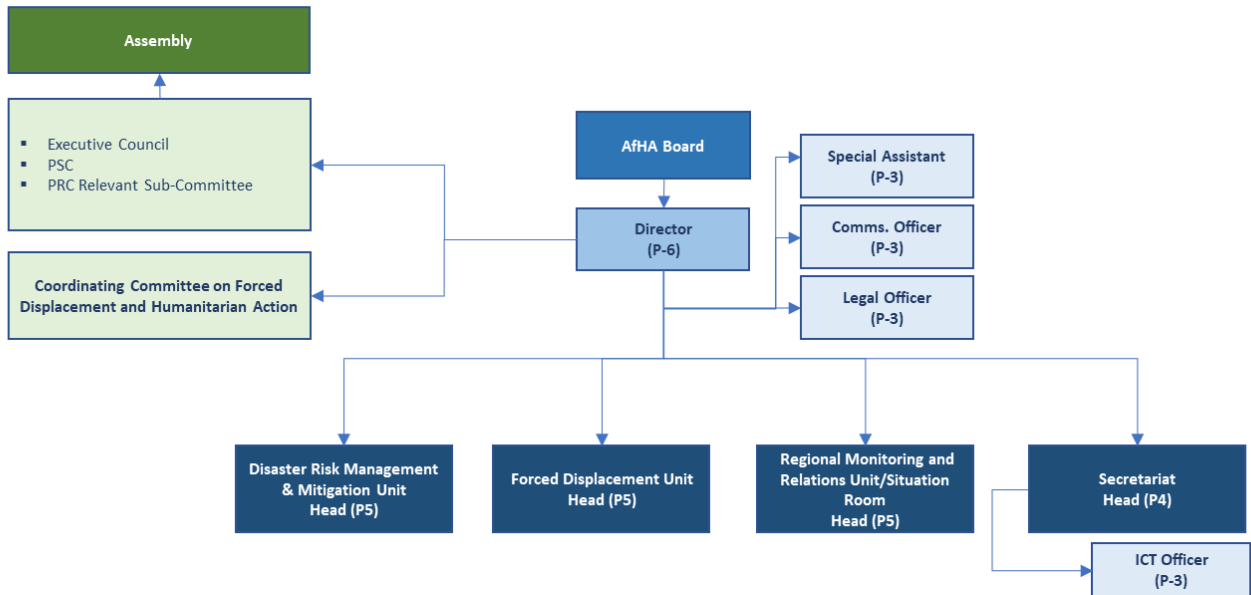 Assembly
▪ Executive Council
▪ PSC
▪ PRC Relevant Sub-Committee
Coordinating Committee on Forced
Displacement and Humanitarian Action
AfHA Board
Director
(P-6)
Special Assistant
(P-3)
Comms. Officer
(P-3)
Legal Officer
(P-3)
Disaster Risk Management
& Mitigation Unit
Head (P5)
Forced Displacement Unit
Head (P5)
Regional Monitoring and
Relations Unit/Situation
Room
Head (P5)
Secretariat
Head (P4)
ICT Officer
(P-3)